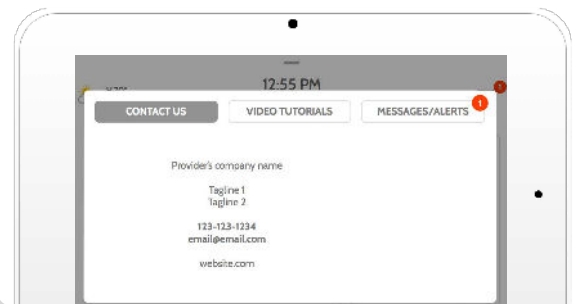 12:55 PM
1
CONTACT US
VIDEO TUTORIALS
MESSAGES/ALERTS
1
Provider's company name
Tagline 1
Tagline 2
123-123-1234
email@email.com
website.com